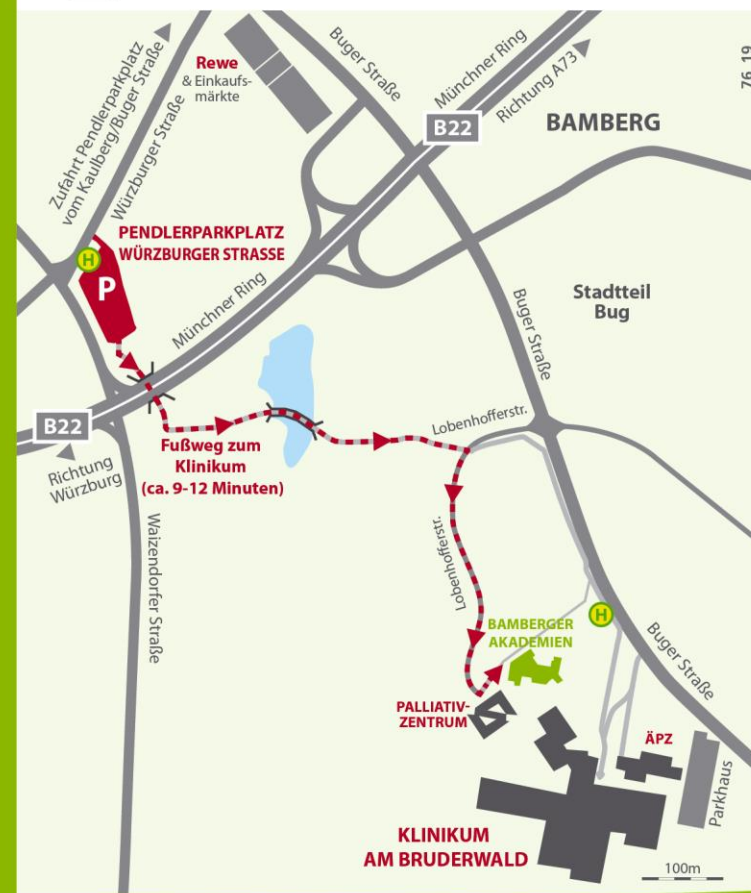 Zufahrt Pendlerparkplatz
vom Kaulberg/Buger Straße
Würzburger Straße
Rewe
& Einkaufs-
märkte
Buger Straße
Münchner Ring
Richtung A73
76_19
B22
BAMBERG
PENDLERPARKPLATZ
WÜRZBURGER STRASSE
H
P
Münchner Ring
Stadtteil
Bug
Buger Straße
B22
Richtung
Würzburg
Fußweg zum
Klinikum
(ca. 9-12 Minuten)
Lobenhofferstr.
Waizendorfer Straße
Lobenhofferstr.
H
BAMBERGER
AKADEMIEN
Buger Straße
PALLIATIV-
ZENTRUM
ÄPZ
Parkhaus
KLINIKUM
AM BRUDERWALD
100m